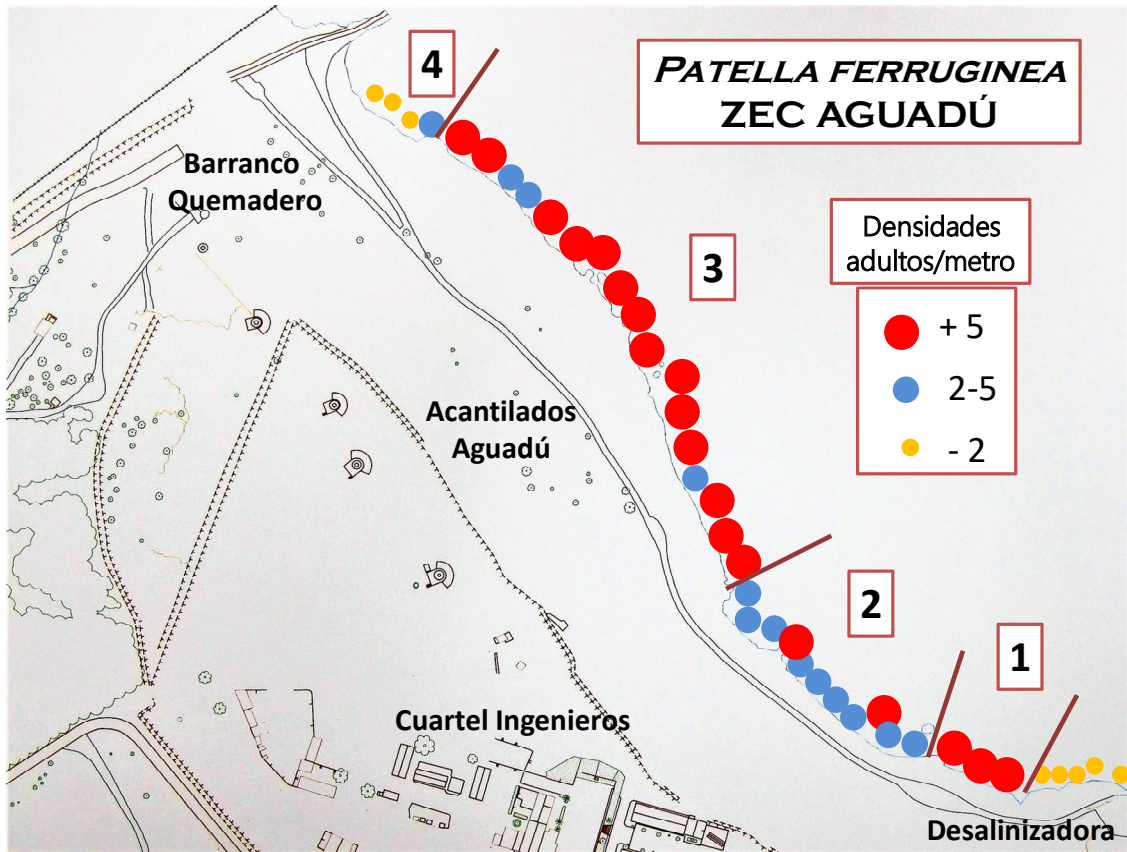 PATELLA FERRUGINEA
ZEC AGUADÚ
4
Barranco
Quemadero
Densidades
adultos/metro
3
+ 5
2-5
- 2
Acantilados
Aguadú
2
1
Cuartel Ingenieros
Desalinizadora